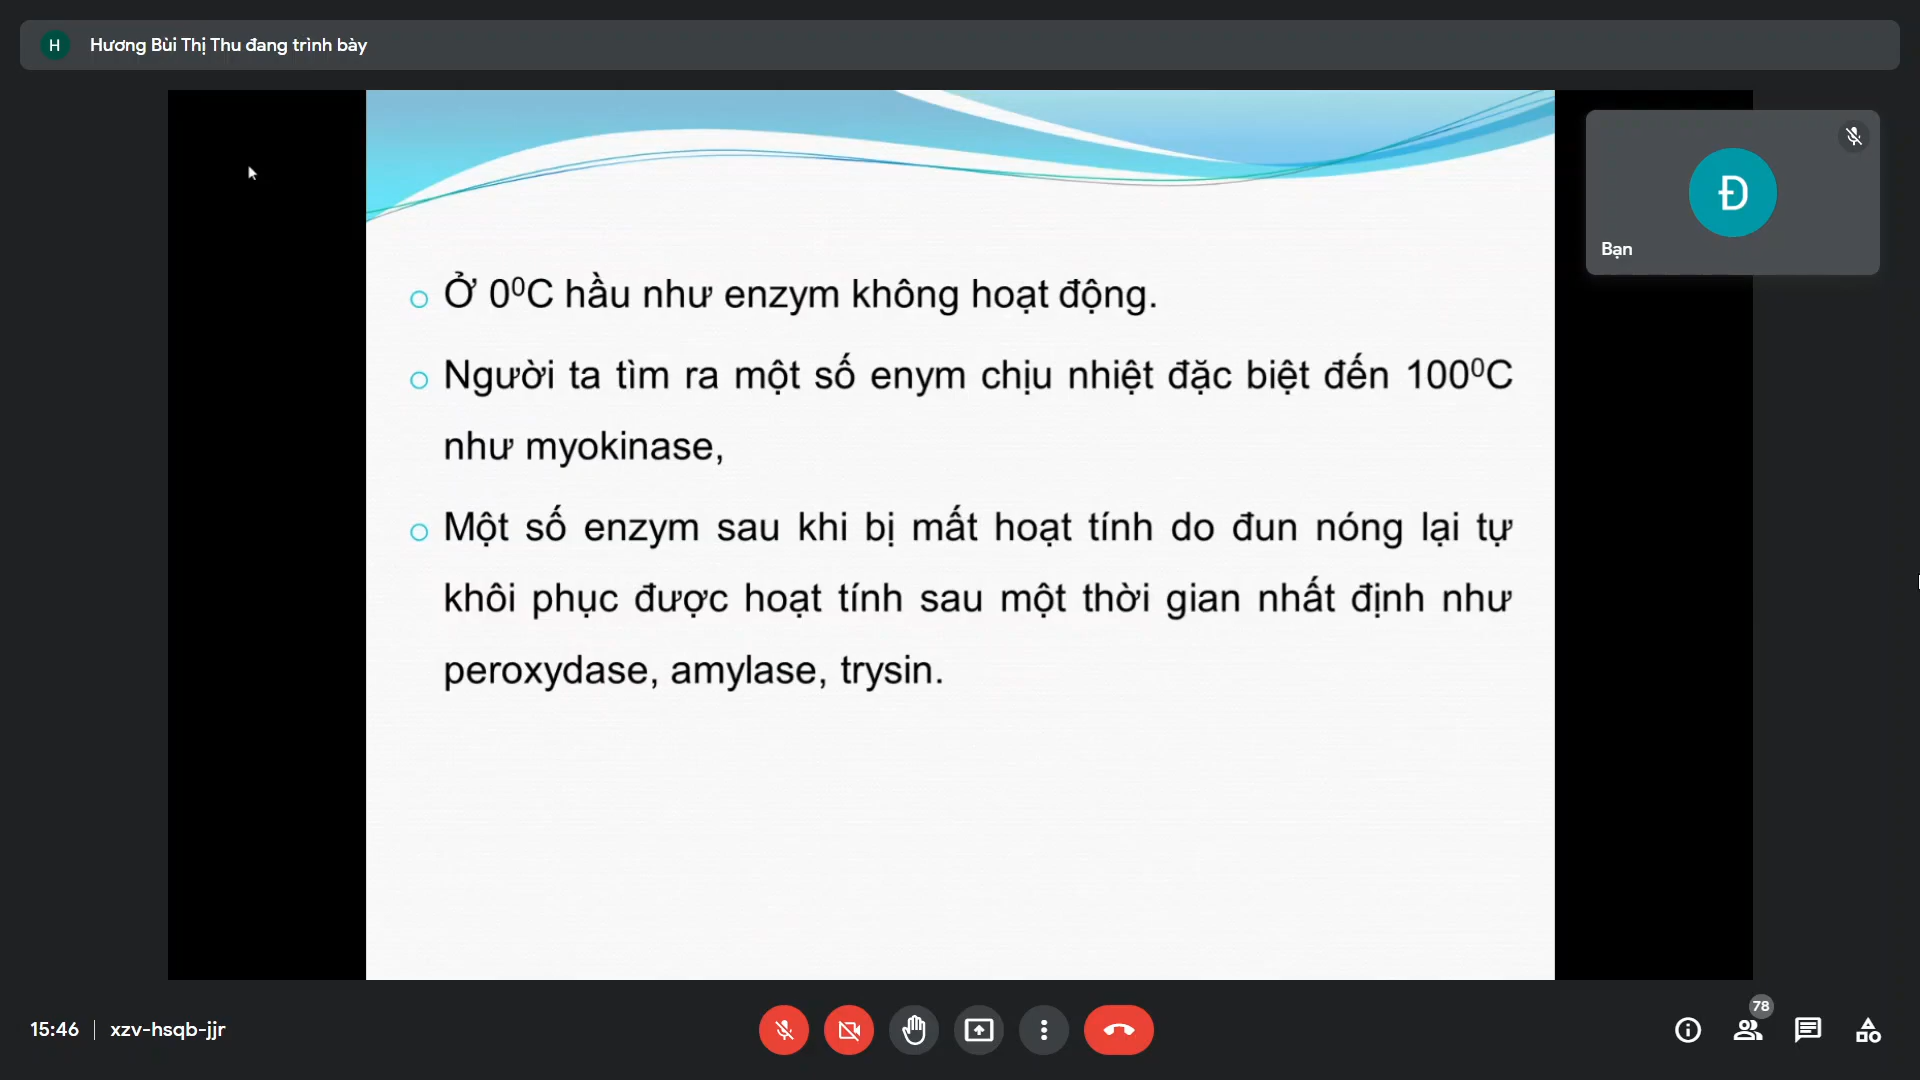 H
Hương Bùi Thị Thu đang trình bày
Đ
Bạn
Ở 0⁰C hầu như enzym không hoạt động.
Người ta tìm ra một số enym chịu nhiệt đặc biệt đến 100⁰C
như myokinase,
Một số enzym sau khi bị mất hoạt tính do đun nóng lại tự
khôi phục được hoạt tính sau một thời gian nhất định như
peroxydase, amylase, trysin.
15:46 | xzv-hsqb-jjr
78